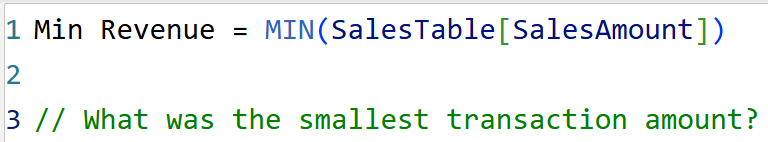 1 Min Revenue = MIN(SalesTable[SalesAmount])
2
3 // What was the smallest transaction amount?